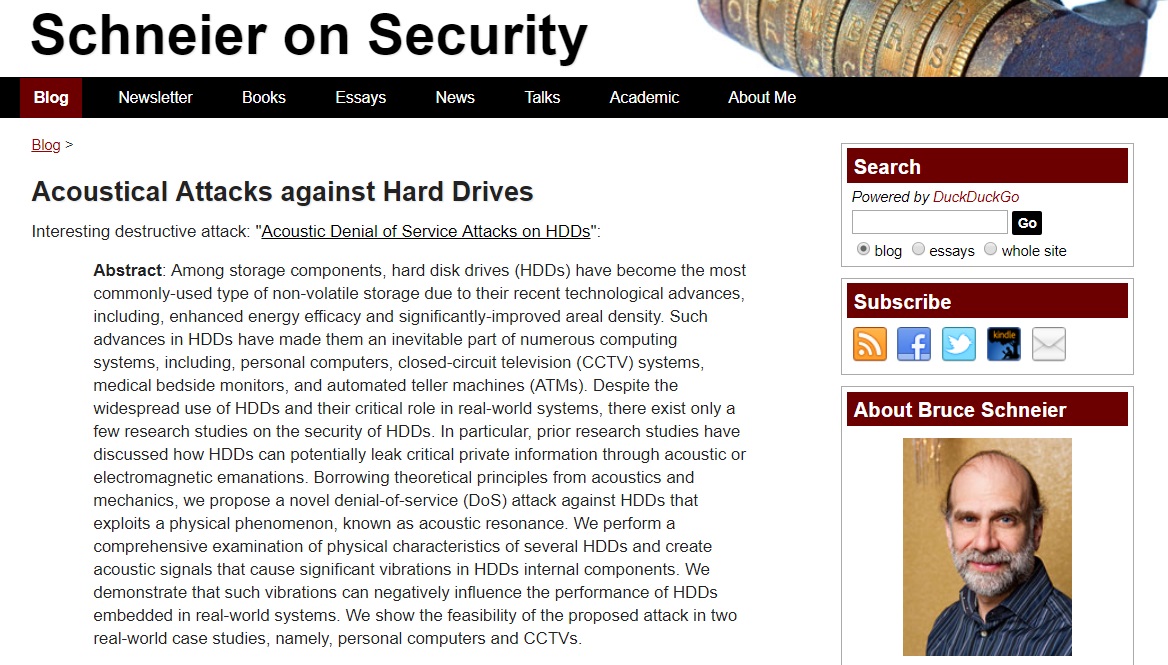 Schneier on Security
Blog
Newsletter
Books
Essays
News
Talks
Academic
About Me
Blog >
Acoustical Attacks against Hard Drives
Interesting destructive attack: "Acoustic Denial of Service Attacks on HDDs":
Abstract: Among storage components, hard disk drives (HDDs) have become the most
commonly-used type of non-volatile storage due to their recent technological advances,
including, enhanced energy efficacy and significantly-improved areal density. Such
advances in HDDs have made them an inevitable part of numerous computing
systems, including, personal computers, closed-circuit television (CCTV) systems,
medical bedside monitors, and automated teller machines (ATMs). Despite the
widespread use of HDDs and their critical role in real-world systems, there exist only a
few research studies on the security of HDDs. In particular, prior research studies have
discussed how HDDs can potentially leak critical private information through acoustic or
electromagnetic emanations. Borrowing theoretical principles from acoustics and
mechanics, we propose a novel denial-of-service (DoS) attack against HDDs that
exploits a physical phenomenon, known as acoustic resonance. We perform a
comprehensive examination of physical characteristics of several HDDs and create
acoustic signals that cause significant vibrations in HDDs internal components. We
demonstrate that such vibrations can negatively influence the performance of HDDs
embedded in real-world systems. We show the feasibility of the proposed attack in two
real-world case studies, namely, personal computers and CCTVs.
Search
Powered by DuckDuckGo
Go
blog essays whole site
Subscribe
kindle
About Bruce Schneier